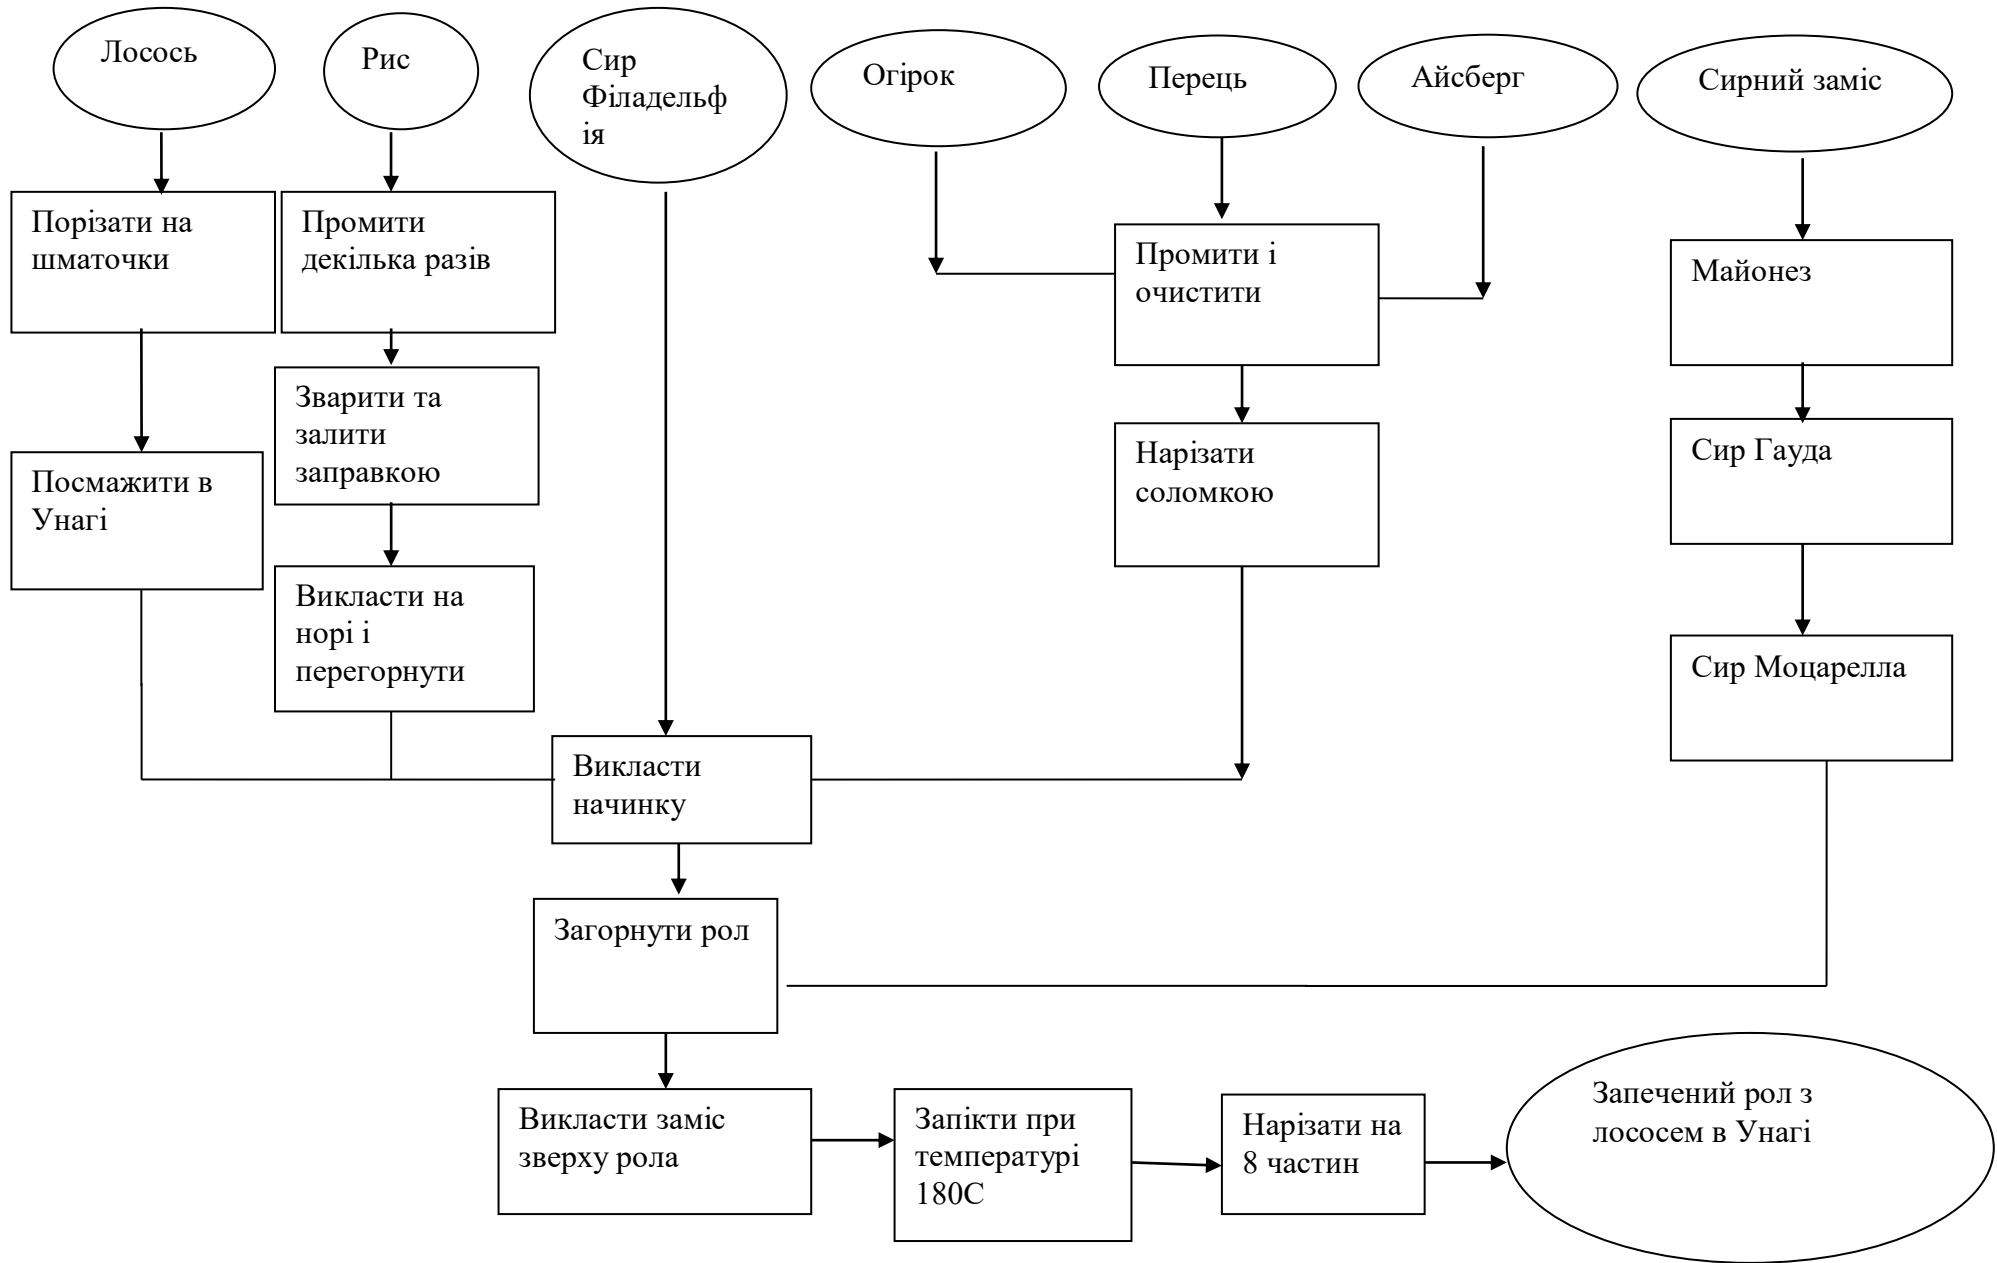 Лосось
Рис
Сир
Філадельф
ія
Огірок
Перець
Айсберг
Сирний заміс
Порізати на
шматочки
Промити
декілька разів
Промити і
очистити
Майонез
Зварити та
залити
заправкою
Сир Гауда
Нарізати
соломкою
Посмажити в
Унагі
Викласти на
норі і
перегорнути
Сир Моцарелла
Викласти
начинку
Загорнути рол
Викласти заміс
зверху рола
Запікти при
температурі
180С
Нарізати на
8 частин
Запечений рол з
лососем в Унагі